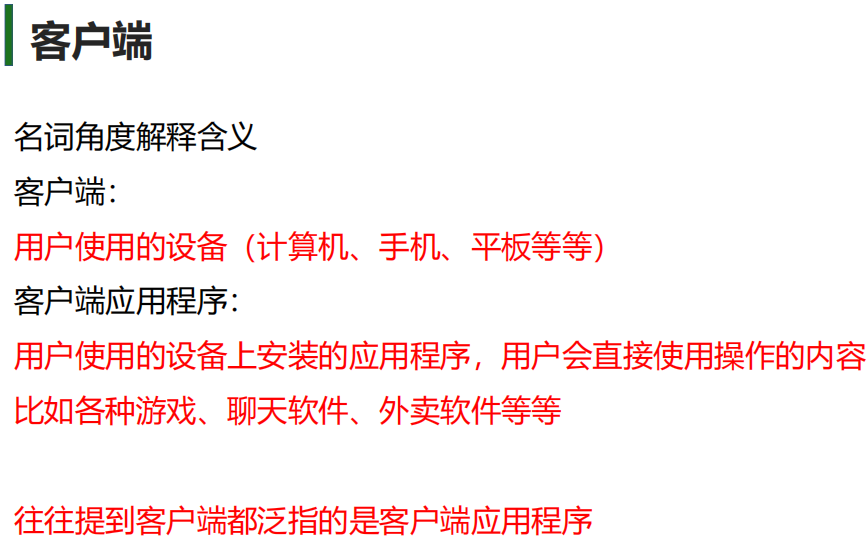 客户端
名词角度解释含义
客户端：
用户使用的设备（计算机、手机、平板等等）
客户端应用程序：
用户使用的设备上安装的应用程序，用户会直接使用操作的内容
比如各种游戏、聊天软件、外卖软件等等
往往提到客户端都泛指的是客户端应用程序